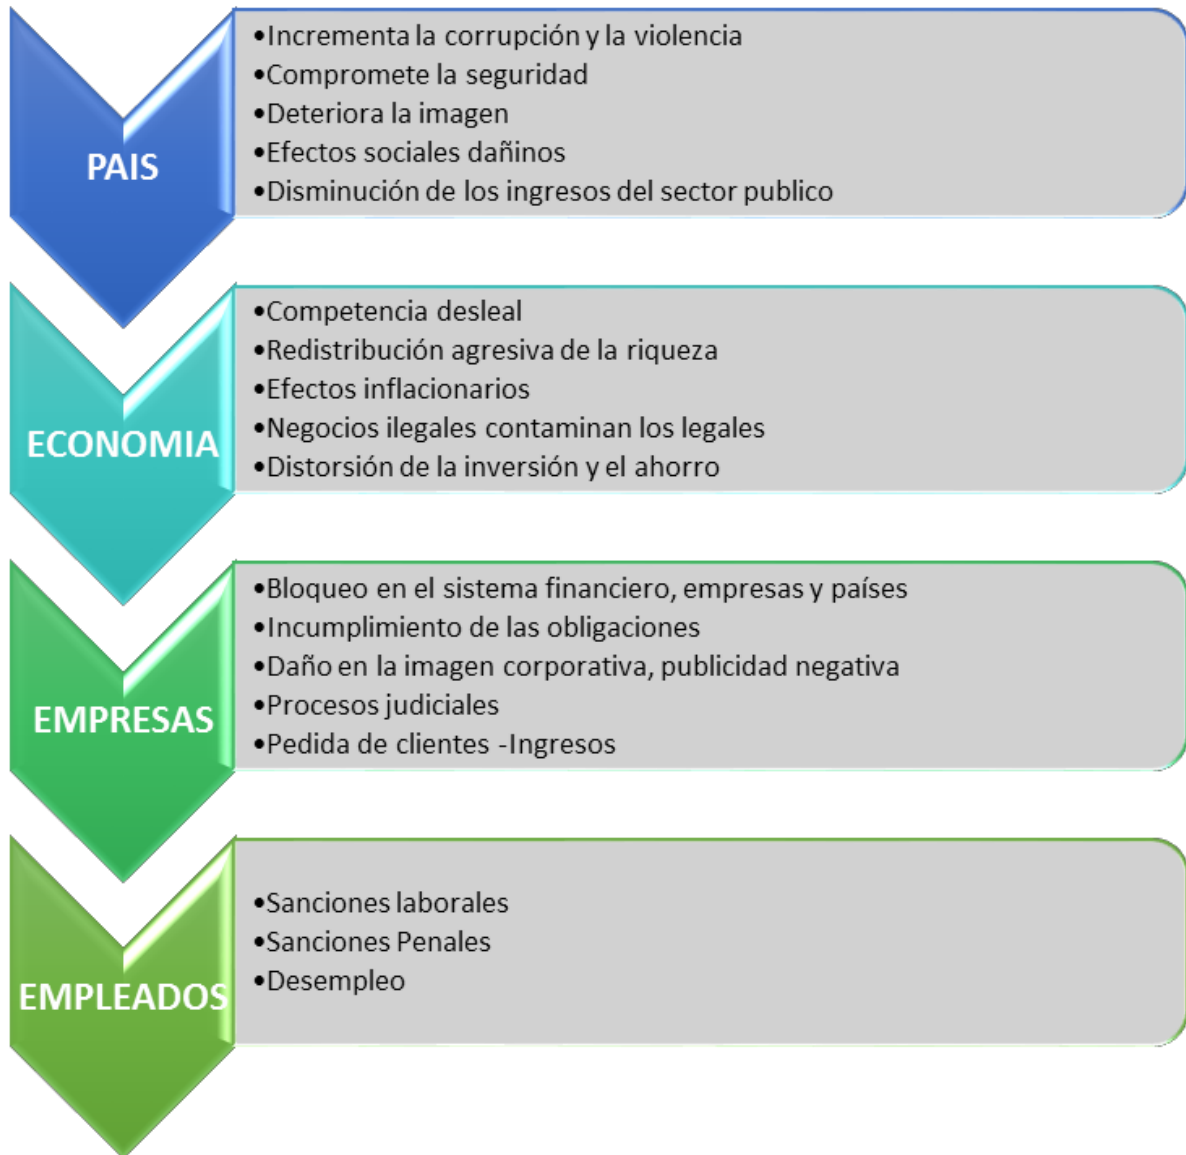 PAIS
•Incrementa la corrupción y la violencia
•Compromete la seguridad
•Deteriora la imagen
•Efectos sociales dañinos
•Disminución de los ingresos del sector publico
ECONOMIA
•Competencia desleal
•Redistribución agresiva de la riqueza
•Efectos inflacionarios
•Negocios ilegales contaminan los legales
•Distorsión de la inversión y el ahorro
EMPRESAS
•Bloqueo en el sistema financiero, empresas y países
•Incumplimiento de las obligaciones
•Daño en la imagen corporativa, publicidad negativa
•Procesos judiciales
•Pedida de clientes -Ingresos
EMPLEADOS
•Sanciones laborales
•Sanciones Penales
•Desempleo